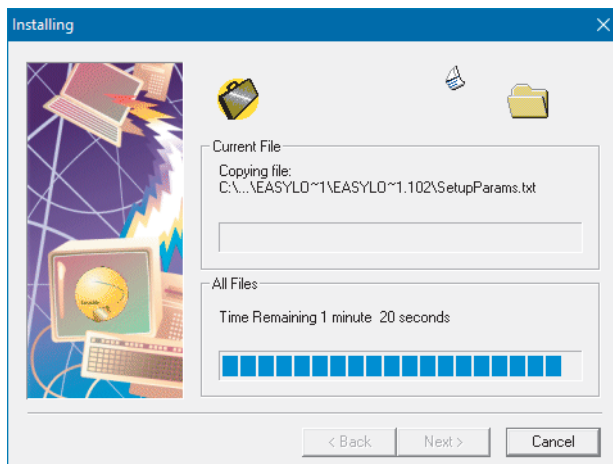 Installing
Current File
Copying file:
C:\...\EASYLO~1\EASYLO~1.102\SetupParams.txt
All Files
Time Remaining 1 minute  20 seconds
< Back
Next >
Cancel